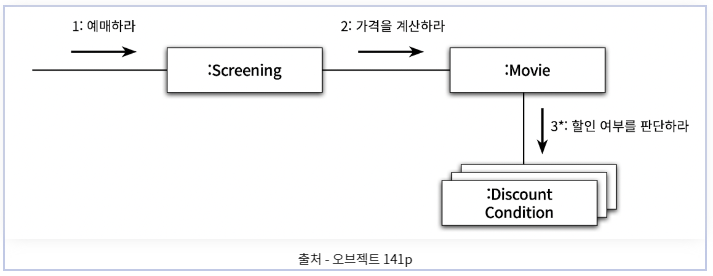 1: 예매하라
2: 가격을 계산하라
:Screening
:Movie
3*: 할인 여부를 판단하라
:Discount
Condition
출처 - 오브젝트 141p